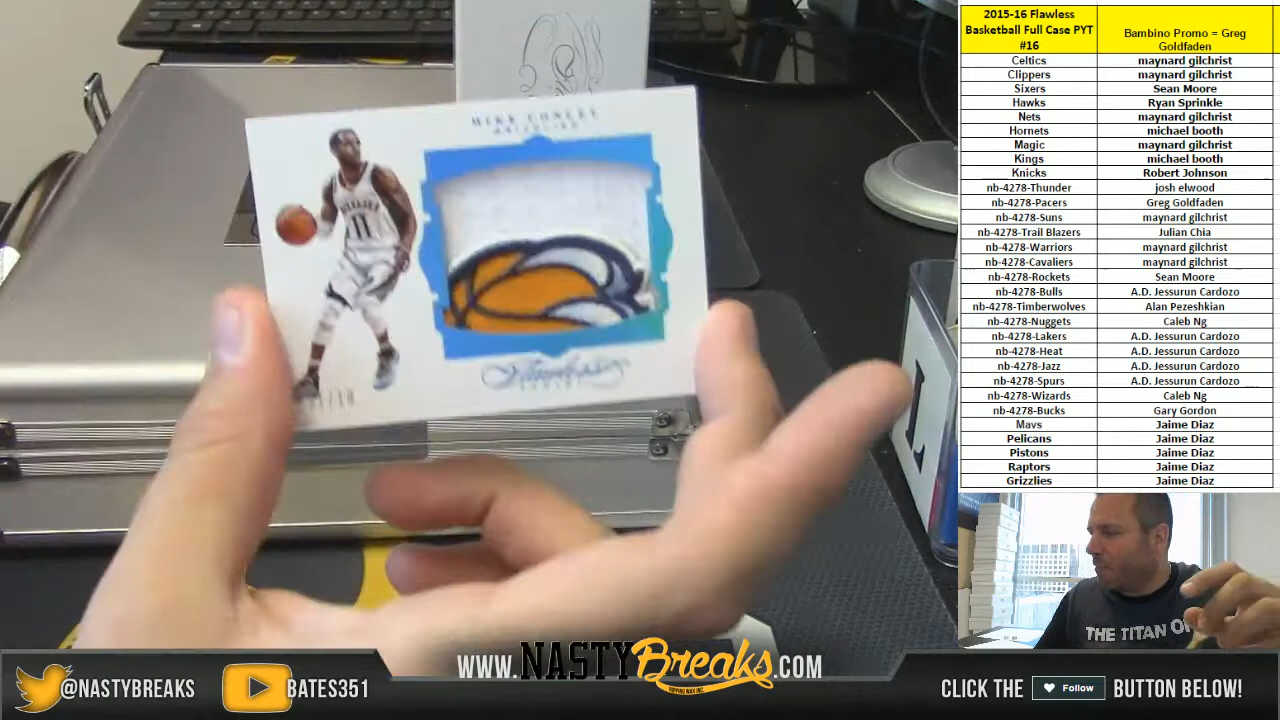 MIKE CONLEY
GRIZZLIES
11
Flawless
/10
L
2015-16 Flawless Basketball Full Case PYT #16
Bambino Promo = Greg Goldfaden
Celtics maynard gilchrist
Clippers maynard gilchrist
Sixers Sean Moore
Hawks Ryan Sprinkle
Nets maynard gilchrist
Hornets michael booth
Magic maynard gilchrist
Kings michael booth
Knicks Robert Johnson
nb-4278-Thunder josh elwood
nb-4278-Pacers Greg Goldfaden
nb-4278-Suns maynard gilchrist
nb-4278-Trail Blazers Julian Chia
nb-4278-Warriors maynard gilchrist
nb-4278-Cavaliers maynard gilchrist
nb-4278-Rockets Sean Moore
nb-4278-Bulls A.D. Jessurun Cardozo
nb-4278-Timberwolves Alan Pezeshkian
nb-4278-Nuggets Caleb Ng
nb-4278-Lakers A.D. Jessurun Cardozo
nb-4278-Heat A.D. Jessurun Cardozo
nb-4278-Jazz A.D. Jessurun Cardozo
nb-4278-Spurs A.D. Jessurun Cardozo
nb-4278-Wizards Caleb Ng
nb-4278-Bucks Gary Gordon
Mavs Jaime Diaz
Pelicans Jaime Diaz
Pistons Jaime Diaz
Raptors Jaime Diaz
Grizzlies Jaime Diaz
THE TITAN OF
@NASTYBREAKS
BATES351
WWW.NASTYBreaks.COM
RIPPING WAX INC.
CLICK THE Follow BUTTON BELOW!